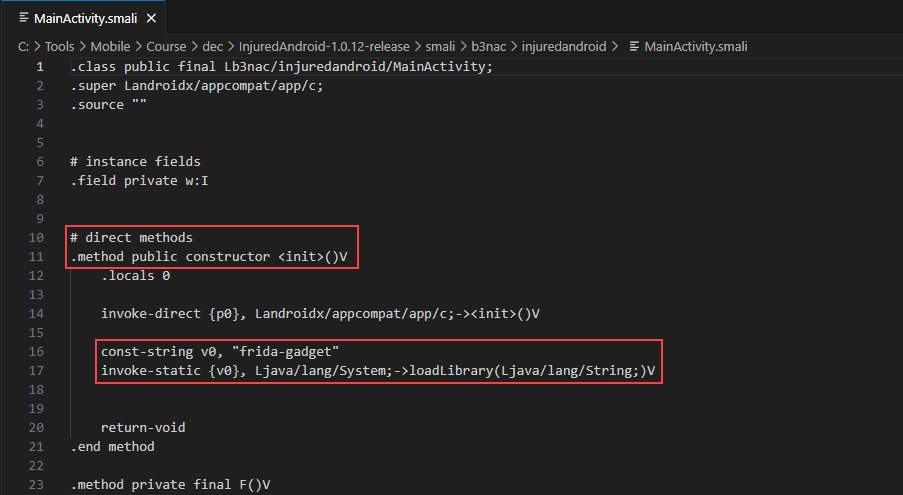 MainActivity.smali
C: > Tools > Mobile > Course > dec > InjuredAndroid-1.0.12-release > smali > b3nac > injuredandroid > MainActivity.smali
1 .class public final Lb3nac/injuredandroid/MainActivity;
2 .super Landroidx/appcompat/app/c;
3 .source ""
4
5
6 # instance fields
7 .field private w:I
8
9
10 # direct methods
11 .method public constructor <init>()V
12 .locals 0
13
14 invoke-direct {p0}, Landroidx/appcompat/app/c;-><init>()V
15
16 const-string v0, "frida-gadget"
17 invoke-static {v0}, Ljava/lang/System;->loadLibrary(Ljava/lang/String;)V
18
19
20 return-void
21 .end method
22
23 .method private final F()V